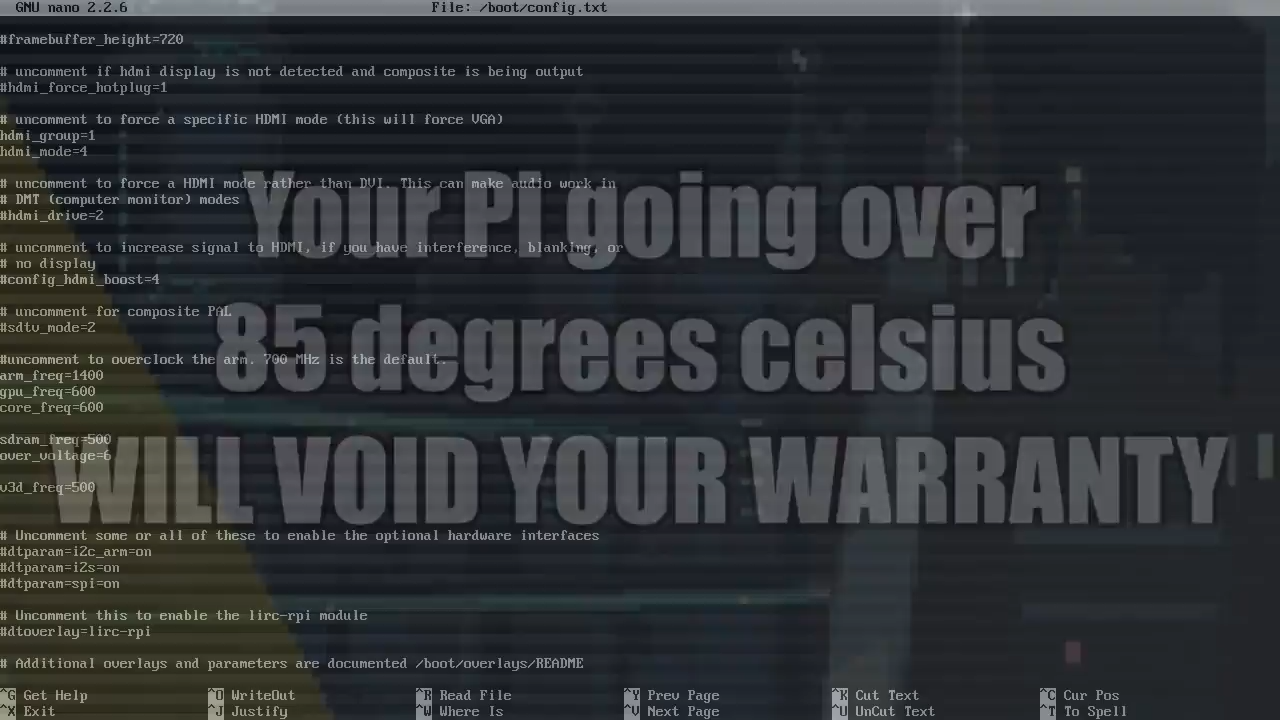 GNU nano 2.2.6 File: /boot/config.txt
#framebuffer_height=720
# uncomment if hdmi display is not detected and composite is being output
#hdmi_force_hotplug=1
# uncomment to force a specific HDMI mode (this will force VGA)
hdmi_group=1
hdmi_mode=4
# uncomment to force a HDMI mode rather than DVI. This can make audio work in
# DMT (computer monitor) modes
#hdmi_drive=2
# uncomment to increase signal to HDMI, if you have interference, blanking, or
# no display
#config_hdmi_boost=4
# uncomment for composite PAL
#sdtv_mode=2
#uncomment to overclock the arm. 700 MHz is the default.
arm_freq=1400
gpu_freq=600
core_freq=600
sdram_freq=500
over_voltage=6
v3d_freq=500
# Uncomment some or all of these to enable the optional hardware interfaces
#dtparam=i2c_arm=on
#dtparam=i2s=on
#dtparam=spi=on
# Uncomment this to enable the lirc-rpi module
#dtoverlay=lirc-rpi
# Additional overlays and parameters are documented /boot/overlays/README
Your PI going over
85 degrees celsius
WILL VOID YOUR WARRANTY
^G Get Help ^O WriteOut ^R Read File ^Y Prev Page ^K Cut Text ^C Cur Pos
^X Exit ^J Justify ^W Where Is ^V Next Page ^U UnCut Text ^T To Spell